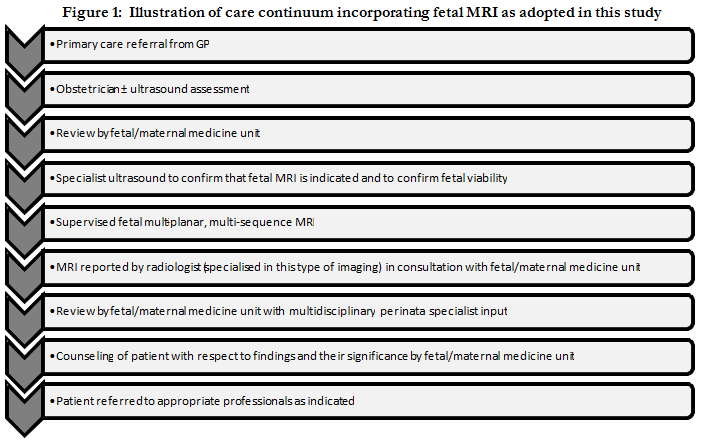 Figure 1: Illustration of care continuum incorporating fetal MRI as adopted in this study
•Primary care referral from GP
•Obstetrician± ultrasound assessment
•Review by fetal/maternal medicine unit
•Specialist ultrasound to confirm that fetal MRI is indicated and to confirm fetal viability
•Supervised fetal multiplanar, multi-sequence MRI
•MRI reported by radiologist (specialised in this type of imaging) in consultation with fetal/maternal medicine unit
•Review by fetal/maternal medicine unit with multidisciplinary perinata specialist input
•Counseling of patient with respect to findings and their significance by fetal/maternal medicine unit
•Patient referred to appropriate professionals as indicated